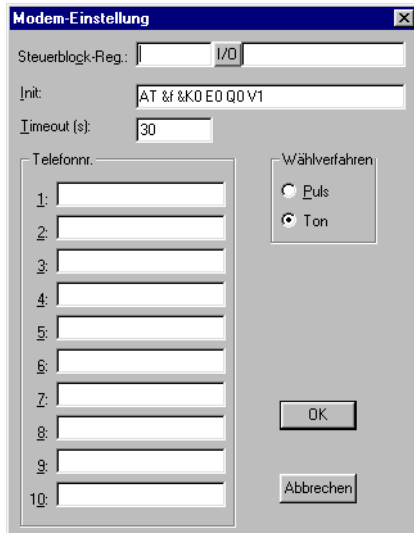 Modem-Einstellung
Steuerblock-Reg.: I/O
Init: AT &f &K0 E0 Q0 V1
Timeout (s): 30
Telefonnr.
1:
2:
3:
4:
5:
6:
7:
8:
9:
10:
Wählverfahren
Puls
Ton
OK
Abbrechen